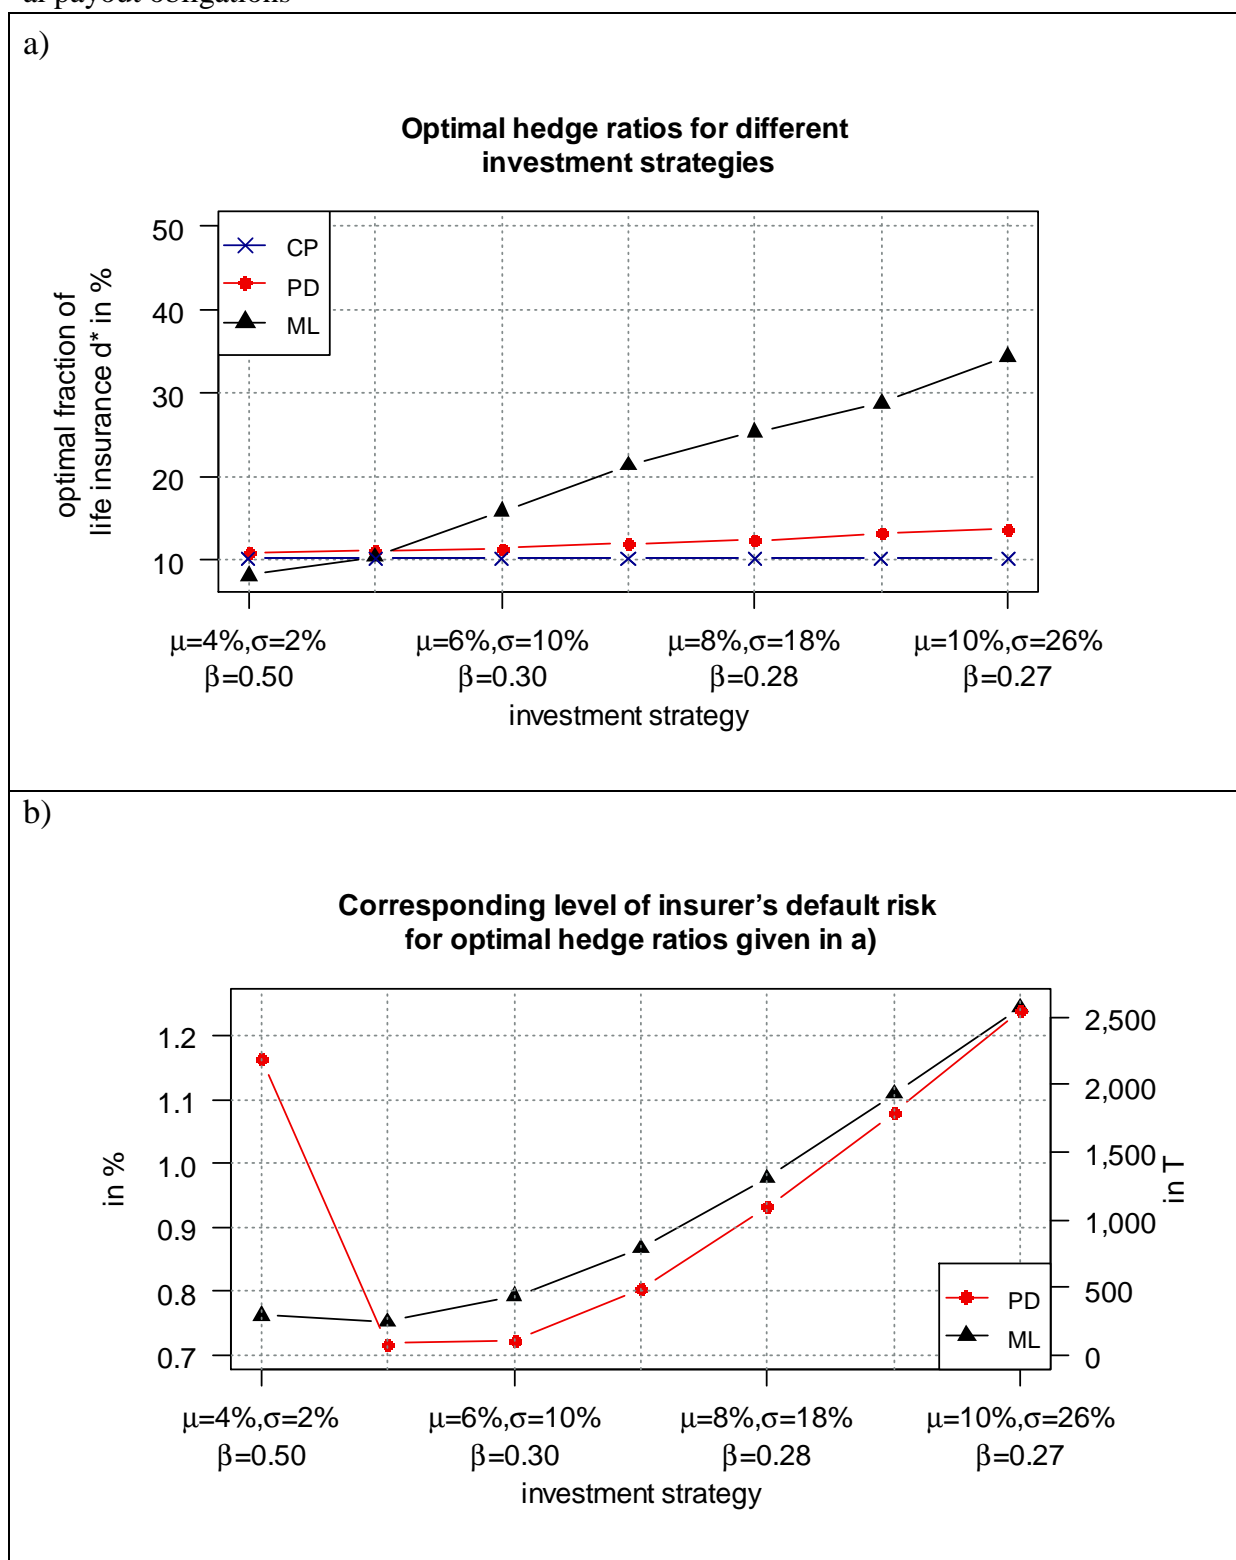 al payout obligations
a)
Optimal hedge ratios for different
investment strategies
optimal fraction of
life insurance d* in %
50
40
30
20
10
CP
PD
ML
μ=4%,σ=2%
β=0.50
μ=6%,σ=10%
β=0.30
μ=8%,σ=18%
β=0.28
μ=10%,σ=26%
β=0.27
investment strategy
b)
Corresponding level of insurer's default risk
for optimal hedge ratios given in a)
in %
1.2
1.1
1.0
0.9
0.8
0.7
2,500
2,000
1,500
1,000
500
0
in T
PD
ML
μ=4%,σ=2%
β=0.50
μ=6%,σ=10%
β=0.30
μ=8%,σ=18%
β=0.28
μ=10%,σ=26%
β=0.27
investment strategy